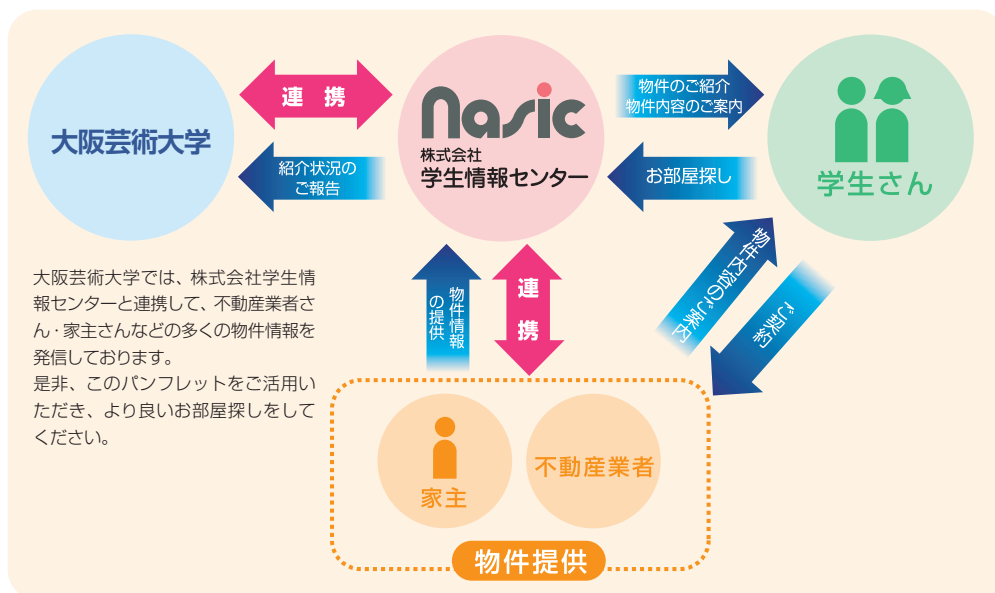 大阪芸術大学
連携
紹介状況の
ご報告
nasic
株式会社
学生情報センター
物件のご紹介
物件内容のご案内
お部屋探し
学生さん
大阪芸術大学では、株式会社学生情
報センターと連携して、不動産業者さ
ん・家主さんなどの多くの物件情報を
発信しております。
是非、このパンフレットをご活用い
ただき、より良いお部屋探しをして
ください。
物件情報
の提供
連携
物件内容のご案内
ご契約
家主
不動産業者
物件提供